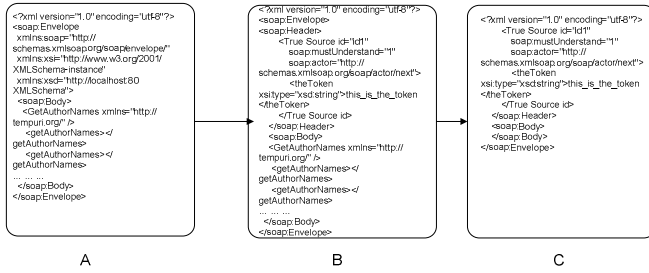 <?xml version="1.0" encoding="utf-8"?>
<soap:Envelope
xmlns:soap="http://
schemas.xmlsoap.org/soap/envelope/"
xmlns:xsi="http://www.w3.org/2001/
XMLSchema-instance"
xmlns:xsd="http://localhost:80
XMLSchema">
<soap:Body>
<GetAuthorNames xmlns="http://
tempuri.org/" />
<getAuthorNames></
getAuthorNames>
<getAuthorNames></
getAuthorNames>
... ... ...
</soap:Body>
</soap:Envelope>
A
<?xml version="1.0" encoding="utf-8"?>
<soap:Envelope>
<soap:Header>
<True Source id="Id1"
soap:mustUnderstand="1"
soap:actor="http://
schemas.xmlsoap.org/soap/actor/next">
<theToken
xsi:type="xsd:string">this_is_the_token
</theToken>
</True Source id>
</soap:Header>
<soap:Body>
<GetAuthorNames xmlns="http://
tempuri.org/" />
<getAuthorNames></
getAuthorNames>
<getAuthorNames></
getAuthorNames>
... ... ...
</soap:Body>
</soap:Envelope>
B
<?xml version="1.0" encoding="utf-8"?>
<True Source id="Id1"
soap:mustUnderstand="1"
soap:actor="http://
schemas.xmlsoap.org/soap/actor/next">
<theToken
xsi:type="xsd:string">this_is_the_token
</theToken>
</True Source id>
</soap:Header>
<soap:Body>
</soap:Body>
</soap:Envelope>
C